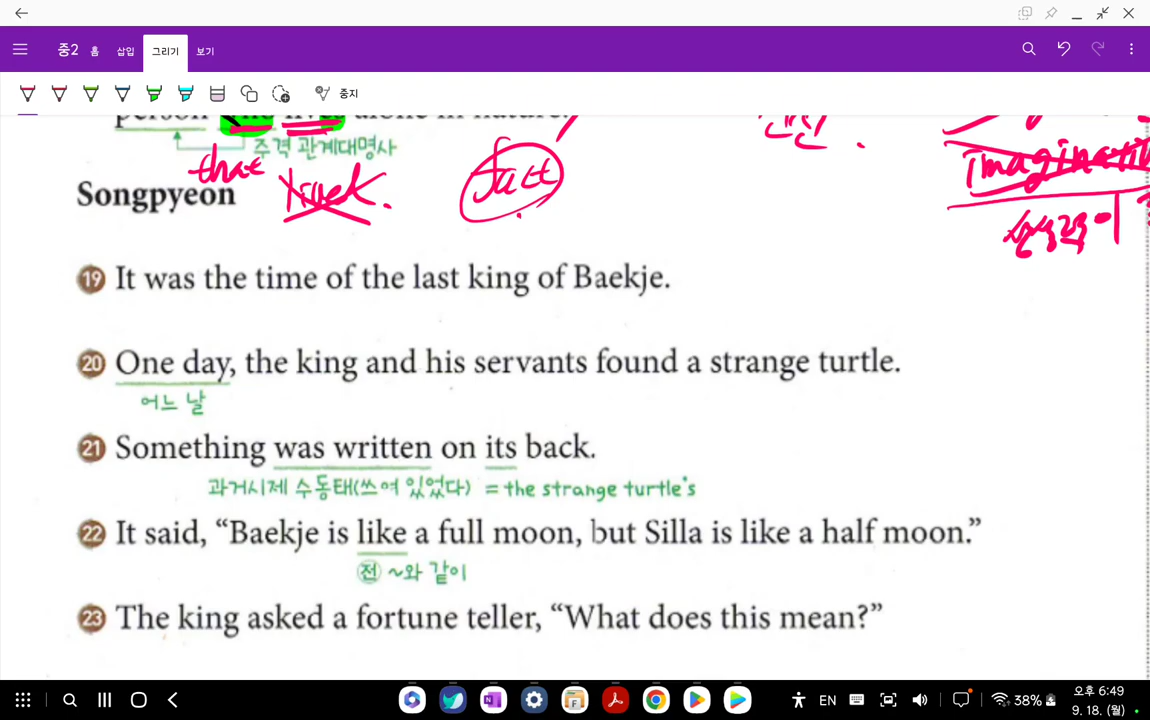 중2 홈 삽입 그리기 보기
중지
person lives alone in nature.
주격 관계대명사
that
fact
Songpyeon
19 It was the time of the last king of Baekje.
20 One day, the king and his servants found a strange turtle.
어느 날
21 Something was written on its back.
과거시제 수동태(쓰여 있었다) = the strange turtle's
22 It said, “Baekje is like a full moon, but Silla is like a half moon.”
전 ~와 같이
23 The king asked a fortune teller, “What does this mean?”
EN 38% 오후 6:49
9. 18. (월)